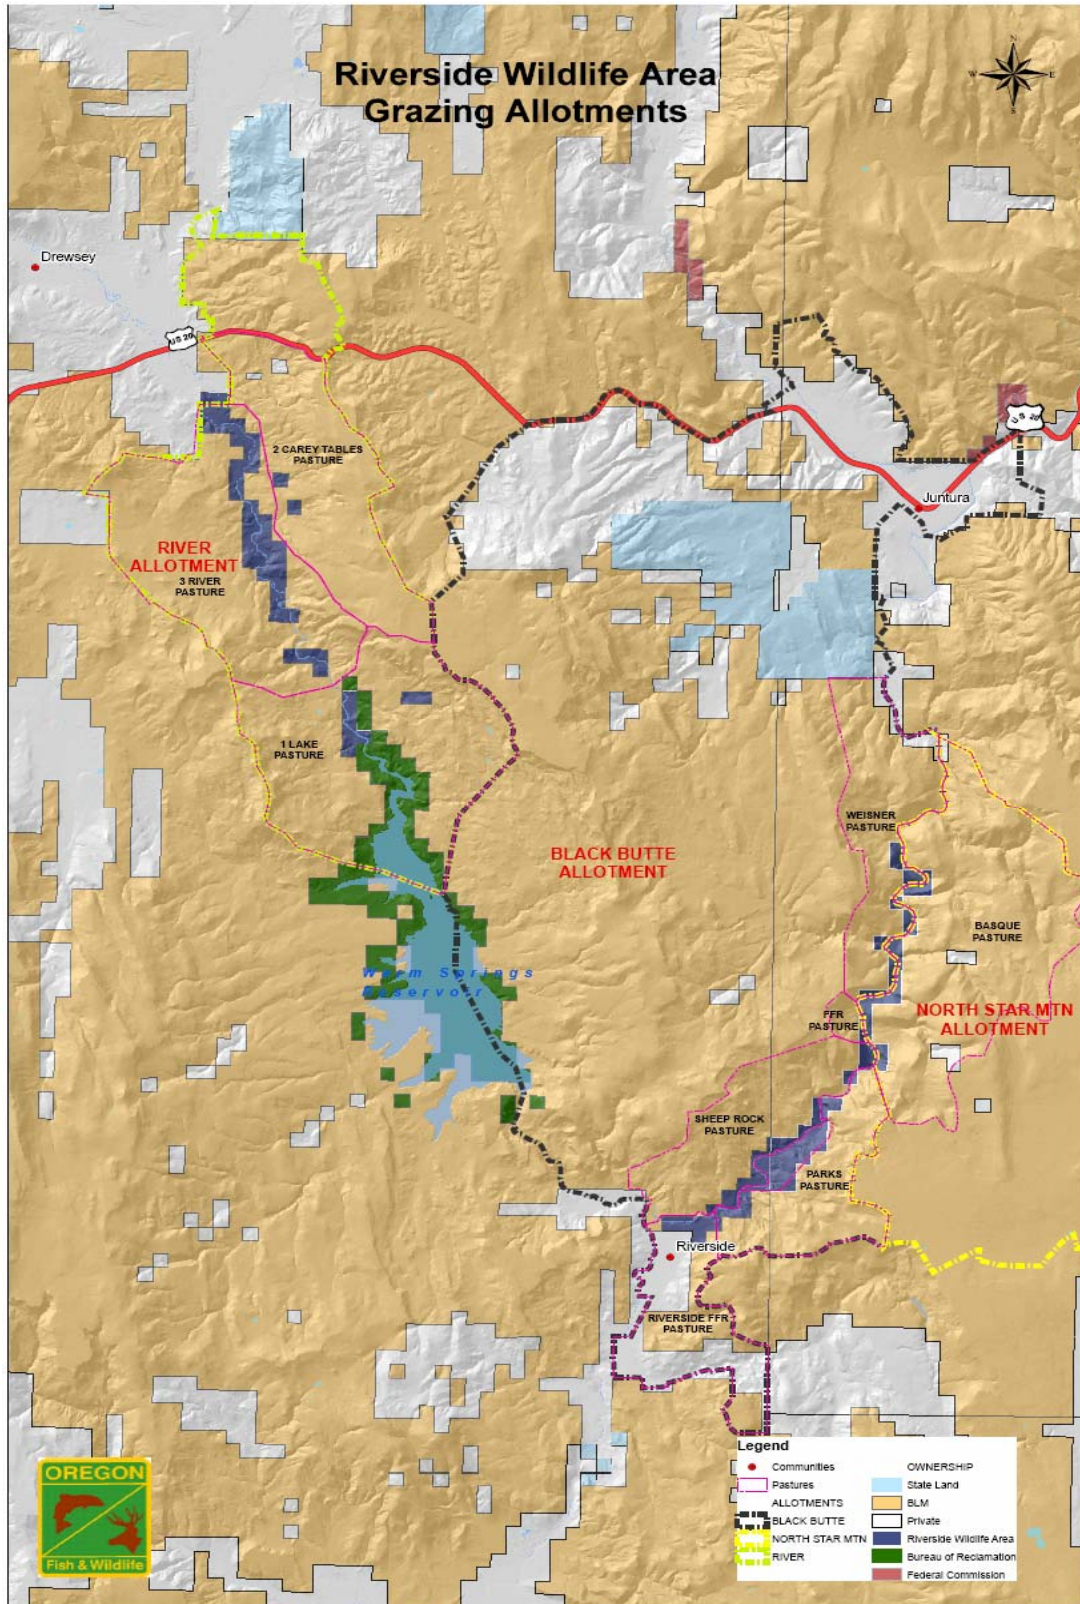 Riverside Wildlife Area
Grazing Allotments
N
W
E
S
Drewsey
US 20
US 20
2 CAREY TABLES
PASTURE
Juntura
RIVER
ALLOTMENT
3 RIVER
PASTURE
1 LAKE
PASTURE
WEISNER
PASTURE
BLACK BUTTE
ALLOTMENT
BASQUE
PASTURE
Warm Springs
Reservoir
FFR
PASTURE
NORTH STAR MTN
ALLOTMENT
SHEEP ROCK
PASTURE
PARKS
PASTURE
Riverside
RIVERSIDE FFR
PASTURE
Legend
Communities
Pastures
ALLOTMENTS
BLACK BUTTE
NORTH STAR MTN
RIVER
OWNERSHIP
State Land
BLM
Private
Riverside Wildlife Area
Bureau of Reclamation
Federal Commission
OREGON
Fish & Wildlife